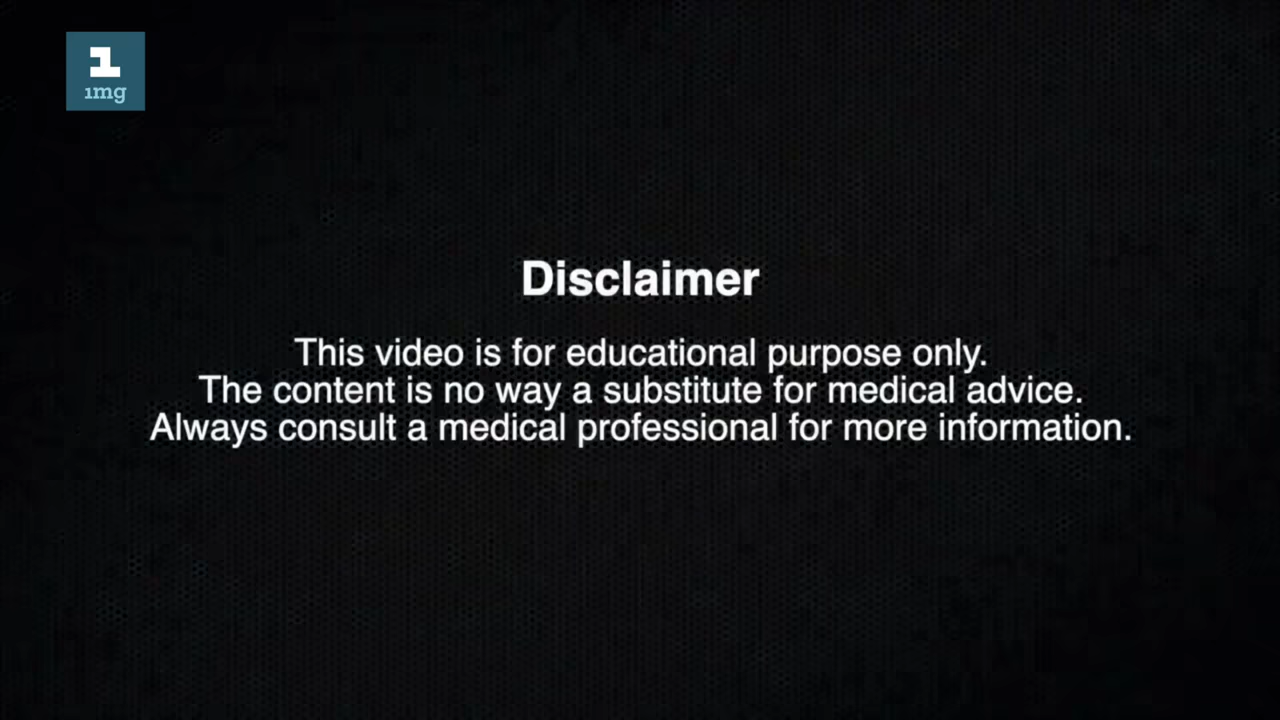 1
1mg
Disclaimer
This video is for educational purpose only.
The content is no way a substitute for medical advice.
Always consult a medical professional for more information.